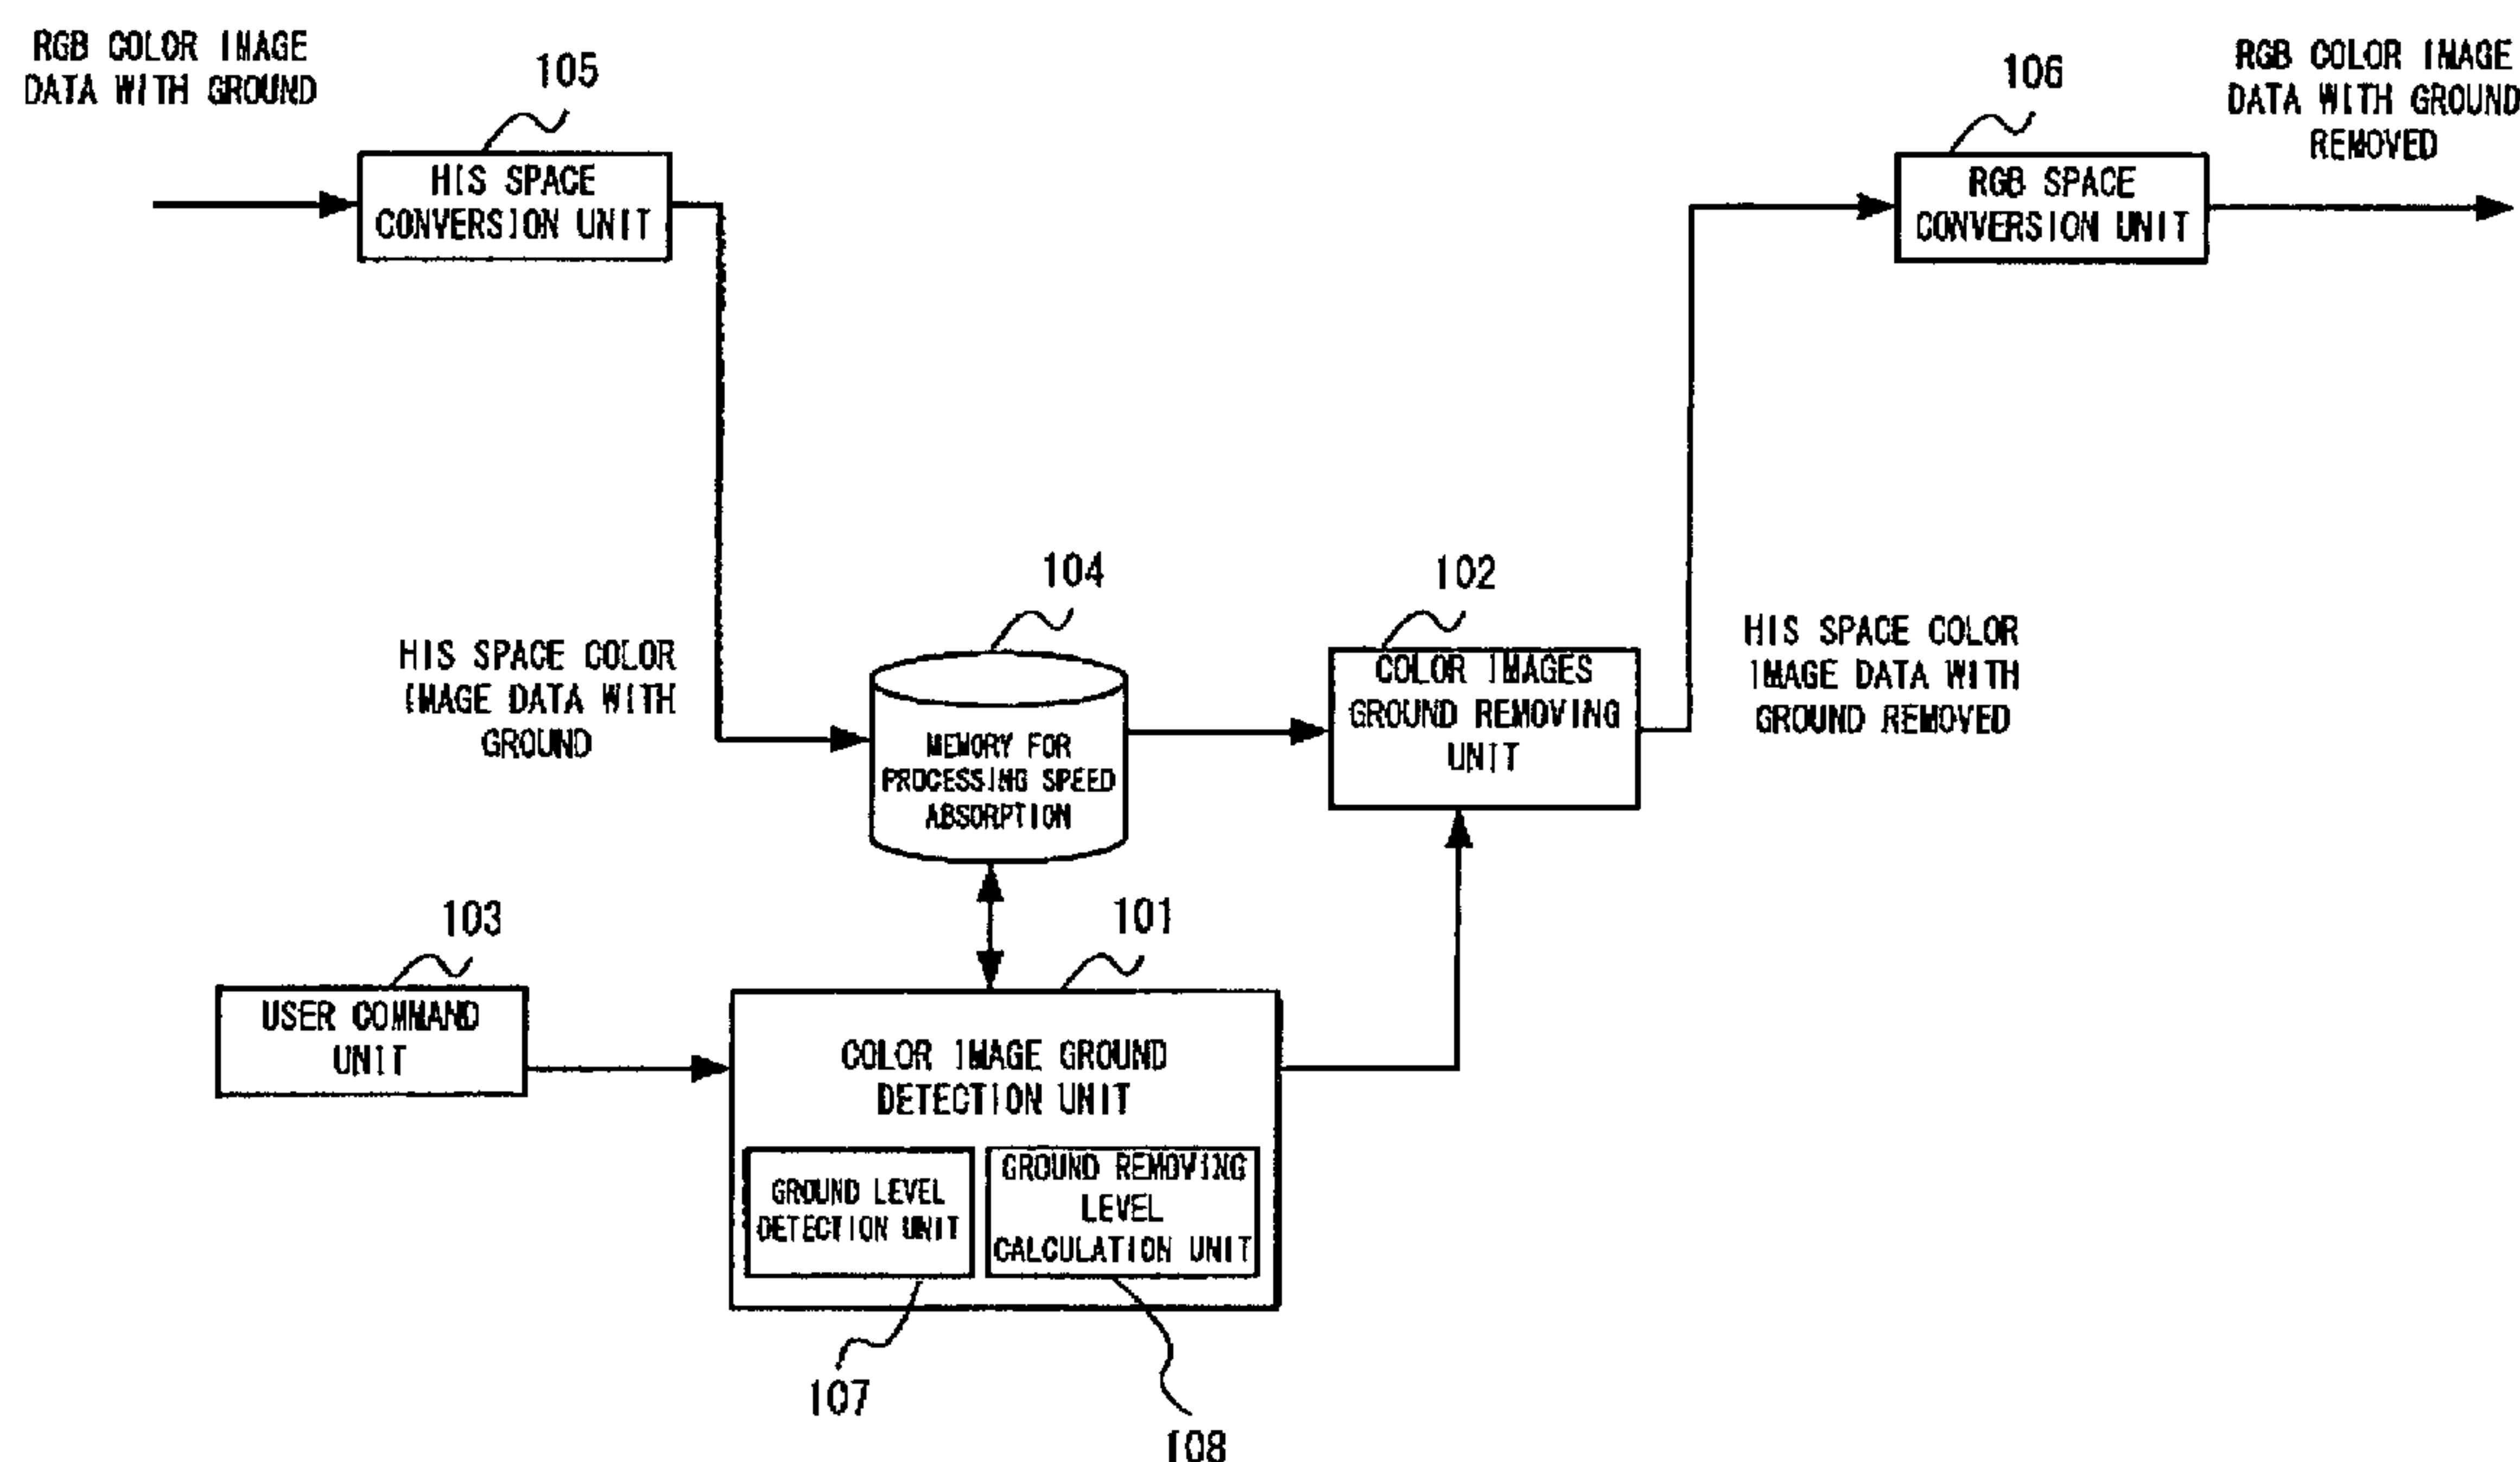 RGB COLOR IMAGE
DATA WITH GROUND
105
HIS SPACE
CONVERSION UNIT
106
RGB SPACE
CONVERSION UNIT
RGB COLOR IMAGE
DATA WITH GROUND
REMOVED
HIS SPACE COLOR
IMAGE DATA WITH
GROUND
104
MEMORY FOR
PROCESSING SPEED
ABSORPTION
102
COLOR IMAGES
GROUND REMOVING
UNIT
HIS SPACE COLOR
IMAGE DATA WITH
GROUND REMOVED
103
USER COMMAND
UNIT
101
COLOR IMAGE GROUND
DETECTION UNIT
GROUND LEVEL
DETECTION UNIT
GROUND REMOVING
LEVEL
CALCULATION UNIT
107
108